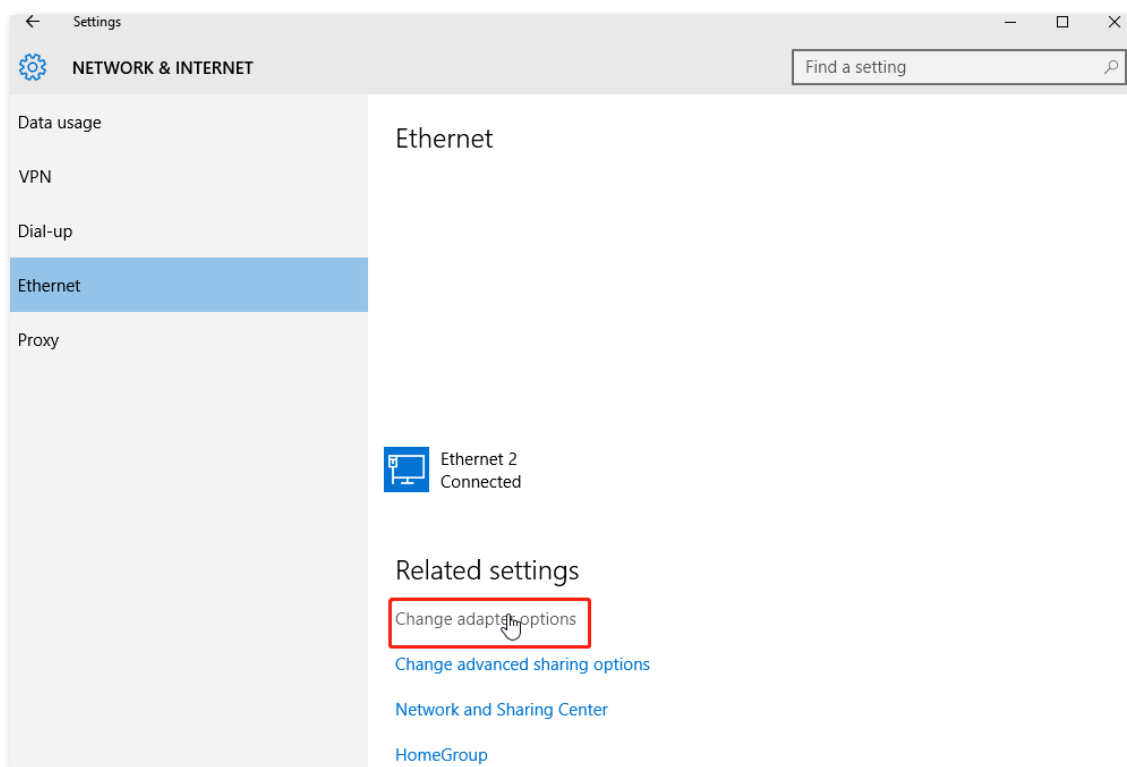 Settings
NETWORK & INTERNET
Find a setting
Data usage
VPN
Dial-up
Ethernet
Proxy
Ethernet
Ethernet 2
Connected
Related settings
Change adapter options
Change advanced sharing options
Network and Sharing Center
HomeGroup